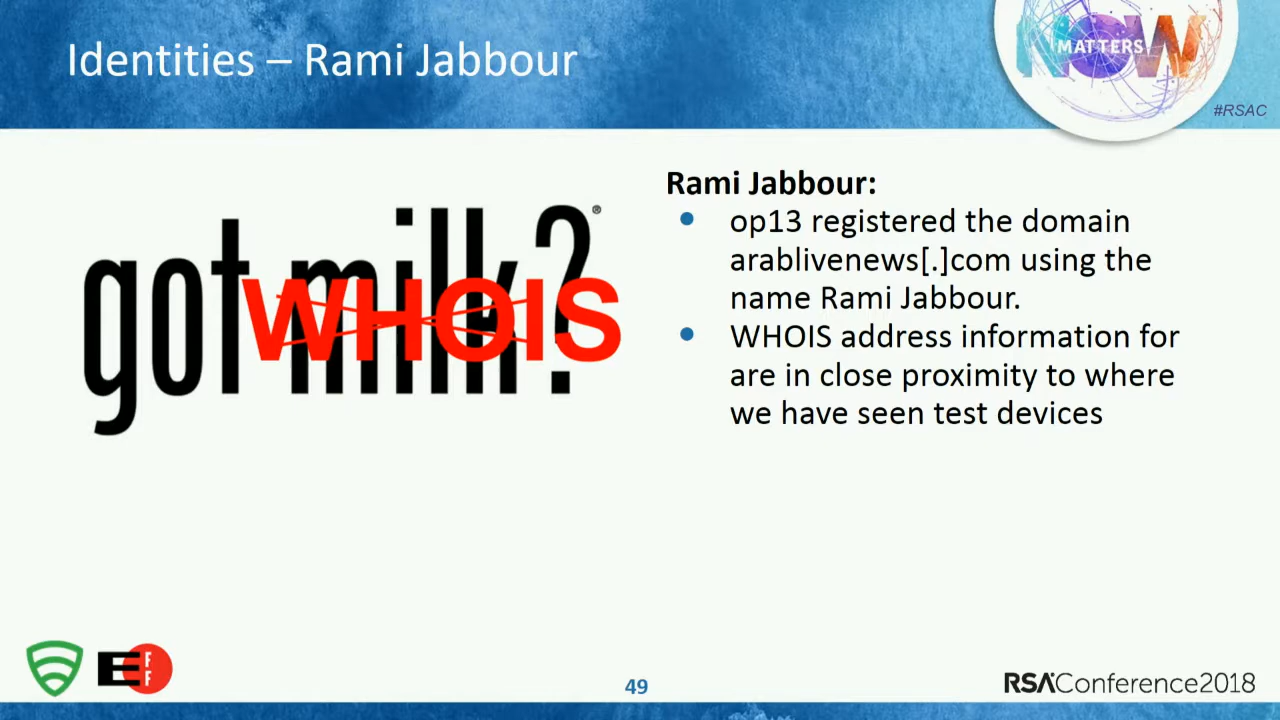 Identities – Rami Jabbour
MATTERS
NOW
#RSAC
got milk?®
WHOIS
Rami Jabbour:
• op13 registered the domain
arablivenews[.]com using the
name Rami Jabbour.
• WHOIS address information for
are in close proximity to where
we have seen test devices
EFF
49
RSAConference2018